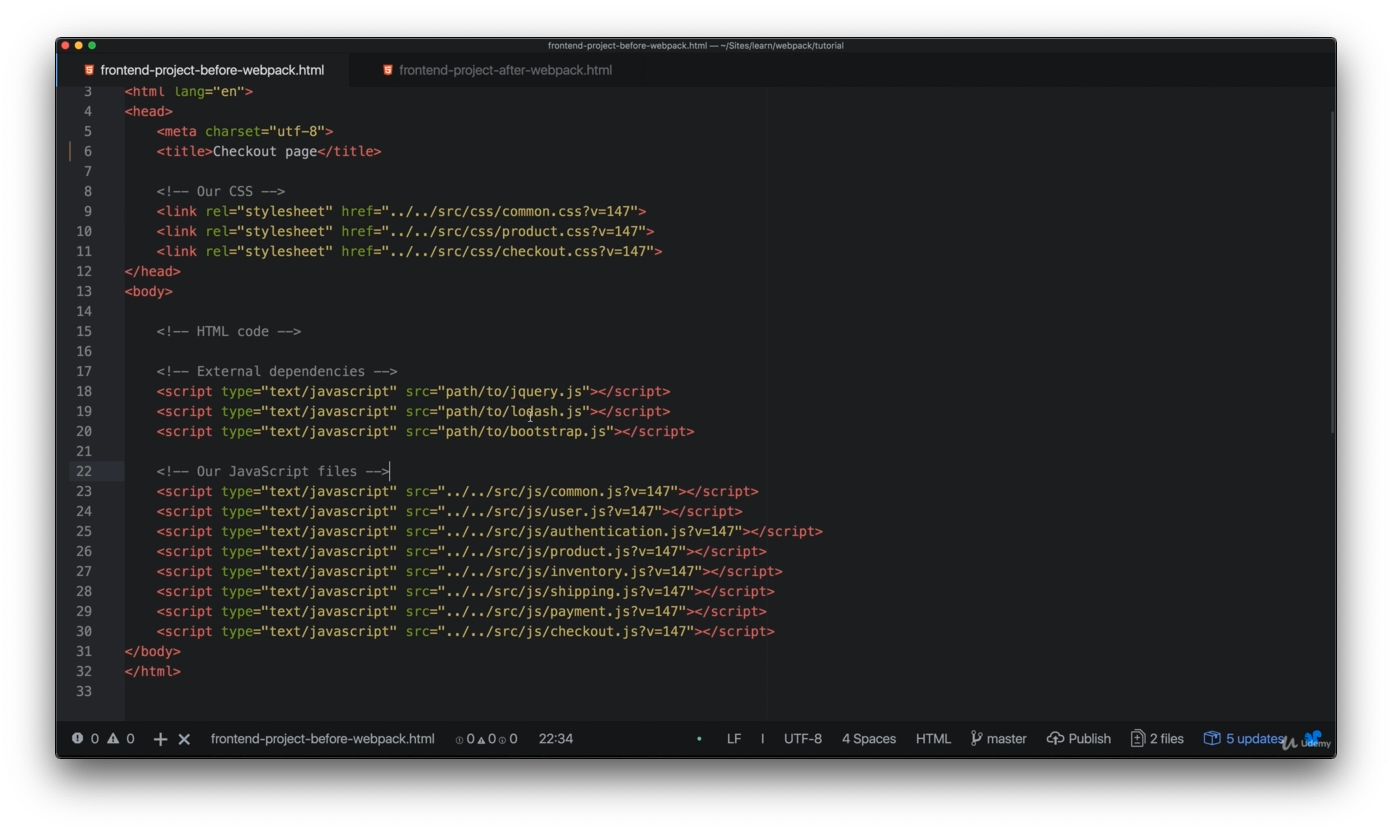 frontend-project-before-webpack.html — ~/Sites/learn/webpack/tutorial
frontend-project-before-webpack.html frontend-project-after-webpack.html
3 <html lang="en">
4 <head>
5 <meta charset="utf-8">
6 <title>Checkout page</title>
7
8 <!-- Our CSS -->
9 <link rel="stylesheet" href="../../src/css/common.css?v=147">
10 <link rel="stylesheet" href="../../src/css/product.css?v=147">
11 <link rel="stylesheet" href="../../src/css/checkout.css?v=147">
12 </head>
13 <body>
14
15 <!-- HTML code -->
16
17 <!-- External dependencies -->
18 <script type="text/javascript" src="path/to/jquery.js"></script>
19 <script type="text/javascript" src="path/to/lodash.js"></script>
20 <script type="text/javascript" src="path/to/bootstrap.js"></script>
21
22 <!-- Our JavaScript files -->
23 <script type="text/javascript" src="../../src/js/common.js?v=147"></script>
24 <script type="text/javascript" src="../../src/js/user.js?v=147"></script>
25 <script type="text/javascript" src="../../src/js/authentication.js?v=147"></script>
26 <script type="text/javascript" src="../../src/js/product.js?v=147"></script>
27 <script type="text/javascript" src="../../src/js/inventory.js?v=147"></script>
28 <script type="text/javascript" src="../../src/js/shipping.js?v=147"></script>
29 <script type="text/javascript" src="../../src/js/payment.js?v=147"></script>
30 <script type="text/javascript" src="../../src/js/checkout.js?v=147"></script>
31 </body>
32 </html>
33
0 0 frontend-project-before-webpack.html 0 0 0 22:34 LF I UTF-8 4 Spaces HTML master Publish 2 files 5 updates Udemy